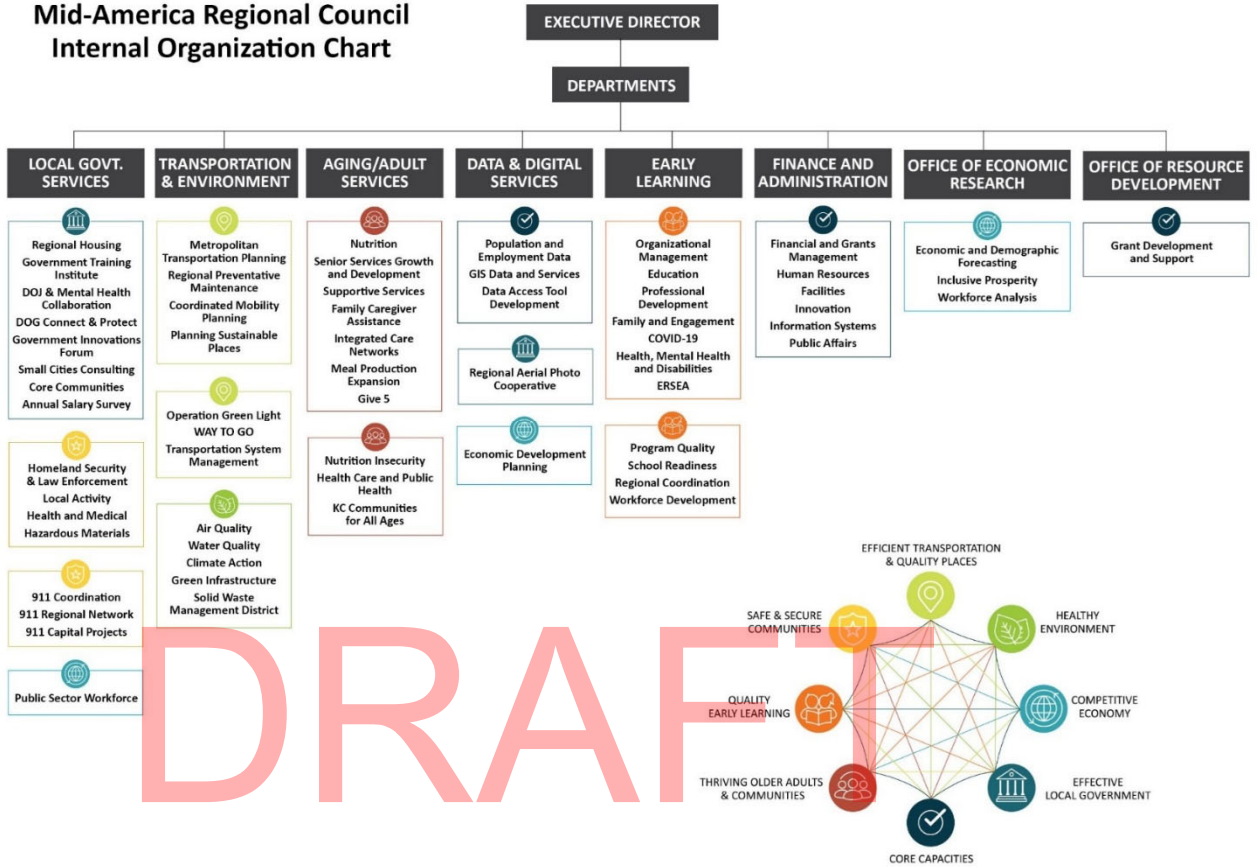 Mid-America Regional Council
Internal Organization Chart
EXECUTIVE DIRECTOR
DEPARTMENTS
LOCAL GOVT.
SERVICES
Regional Housing
Government Training
Institute
DOJ & Mental Health
Collaboration
DOG Connect & Protect
Government Innovations
Forum
Small Cities Consulting
Core Communities
Annual Salary Survey
Homeland Security
& Law Enforcement
Local Activity
Health and Medical
Hazardous Materials
911 Coordination
911 Regional Network
911 Capital Projects
Public Sector Workforce
TRANSPORTATION
& ENVIRONMENT
Metropolitan
Transportation Planning
Regional Preventative
Maintenance
Coordinated Mobility
Planning
Planning Sustainable
Places
Operation Green Light
WAY TO GO
Transportation System
Management
Air Quality
Water Quality
Climate Action
Green Infrastructure
Solid Waste
Management District
AGING/ADULT
SERVICES
Nutrition
Senior Services Growth
and Development
Supportive Services
Family Caregiver
Assistance
Integrated Care
Networks
Meal Production
Expansion
Give 5
Nutrition Insecurity
Health Care and Public
Health
KC Communities
for All Ages
DATA & DIGITAL
SERVICES
Population and
Employment Data
GIS Data and Services
Data Access Tool
Development
Regional Aerial Photo
Cooperative
Economic Development
Planning
EARLY
LEARNING
Organizational
Management
Education
Professional
Development
Family and Engagement
COVID-19
Health, Mental Health
and Disabilities
ERSEA
Program Quality
School Readiness
Regional Coordination
Workforce Development
FINANCE AND
ADMINISTRATION
Financial and Grants
Management
Human Resources
Facilities
Innovation
Information Systems
Public Affairs
OFFICE OF ECONOMIC
RESEARCH
Economic and Demographic
Forecasting
Inclusive Prosperity
Workforce Analysis
OFFICE OF RESOURCE
DEVELOPMENT
Grant Development
and Support
EFFICIENT TRANSPORTATION
& QUALITY PLACES
SAFE & SECURE
COMMUNITIES
HEALTHY
ENVIRONMENT
QUALITY
EARLY LEARNING
COMPETITIVE
ECONOMY
THRIVING OLDER ADULTS
& COMMUNITIES
EFFECTIVE
LOCAL GOVERNMENT
CORE CAPACITIES
DRAFT